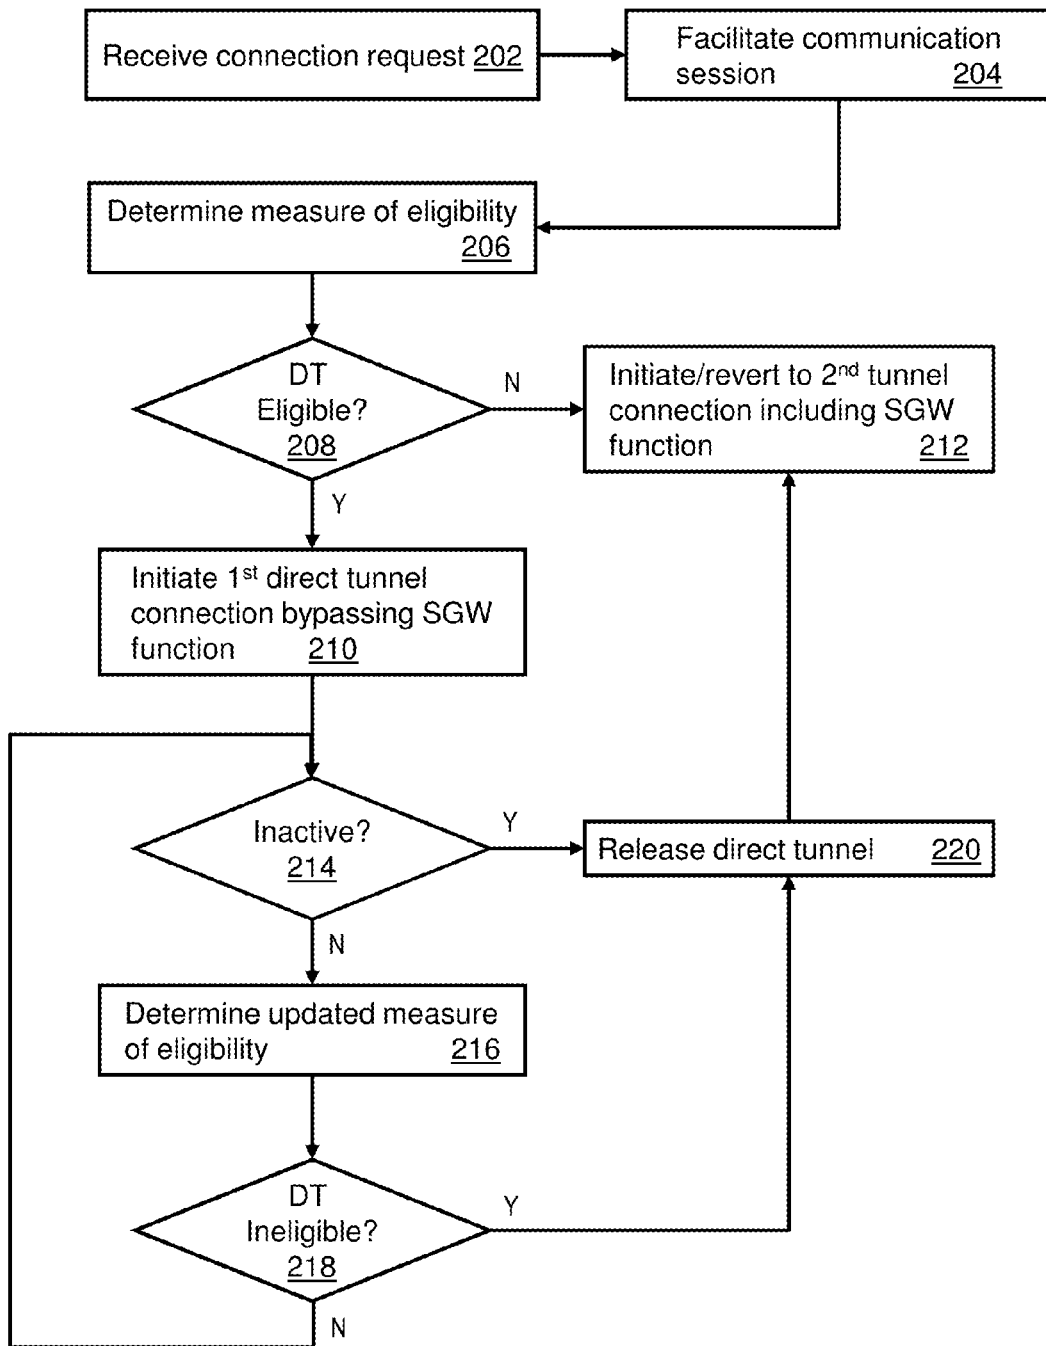 Receive connection request 202
Facilitate communication
session 204
Determine measure of eligibility
206
DT
Eligible?
208
N
Y
Initiate/revert to 2nd tunnel
connection including SGW
function 212
Initiate 1st direct tunnel
connection bypassing SGW
function 210
Inactive?
214
Y
N
Release direct tunnel 220
Determine updated measure
of eligibility 216
DT
Ineligible?
218
Y
N